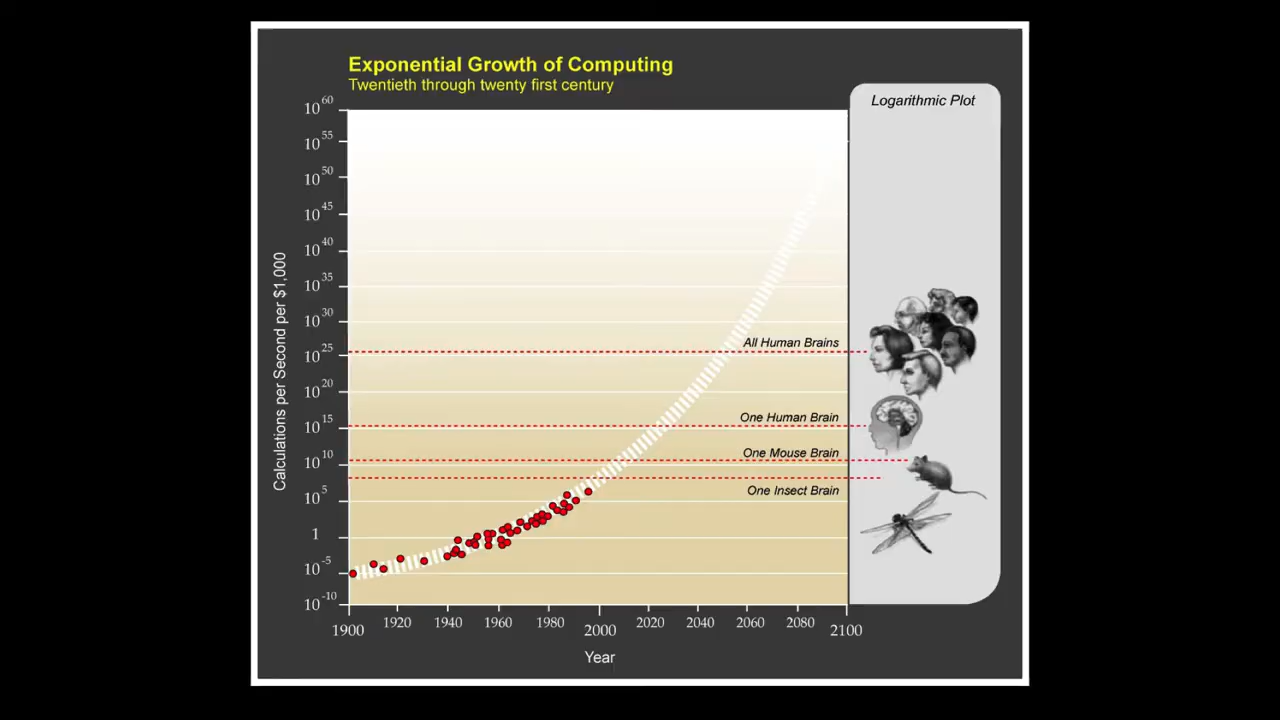 Exponential Growth of Computing
Twentieth through twenty first century
Logarithmic Plot
Calculations per Second per $1,000
10^60
10^55
10^50
10^45
10^40
10^35
10^30
10^25
10^20
10^15
10^10
10^5
1
10^-5
10^-10
All Human Brains
One Human Brain
One Mouse Brain
One Insect Brain
1900 1920 1940 1960 1980 2000 2020 2040 2060 2080 2100
Year